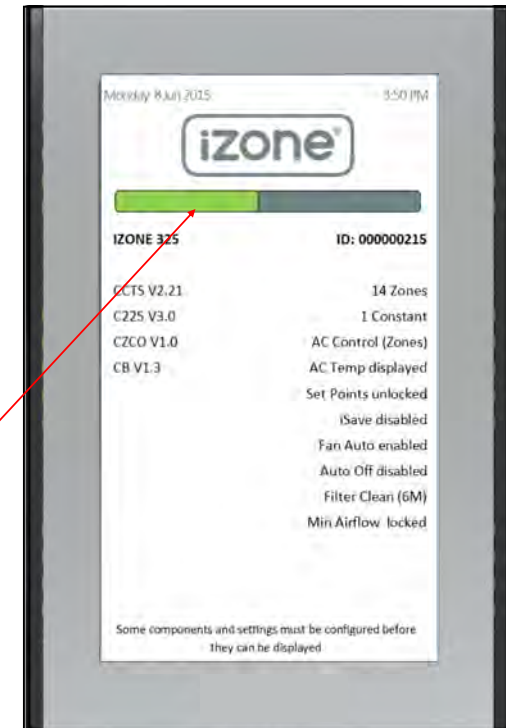 Monday 8 Jun 2015 3:50 PM
izone®
IZONE 325 ID: 000000215
CCTS V2.21 14 Zones
C225 V3.0 1 Constant
CZCO V1.0 AC Control (Zones)
CB V1.3 AC Temp displayed
Set Points unlocked
iSave disabled
Fan Auto enabled
Auto Off disabled
Filter Clean (6M)
Min Airflow locked
Some components and settings must be configured before
they can be displayed